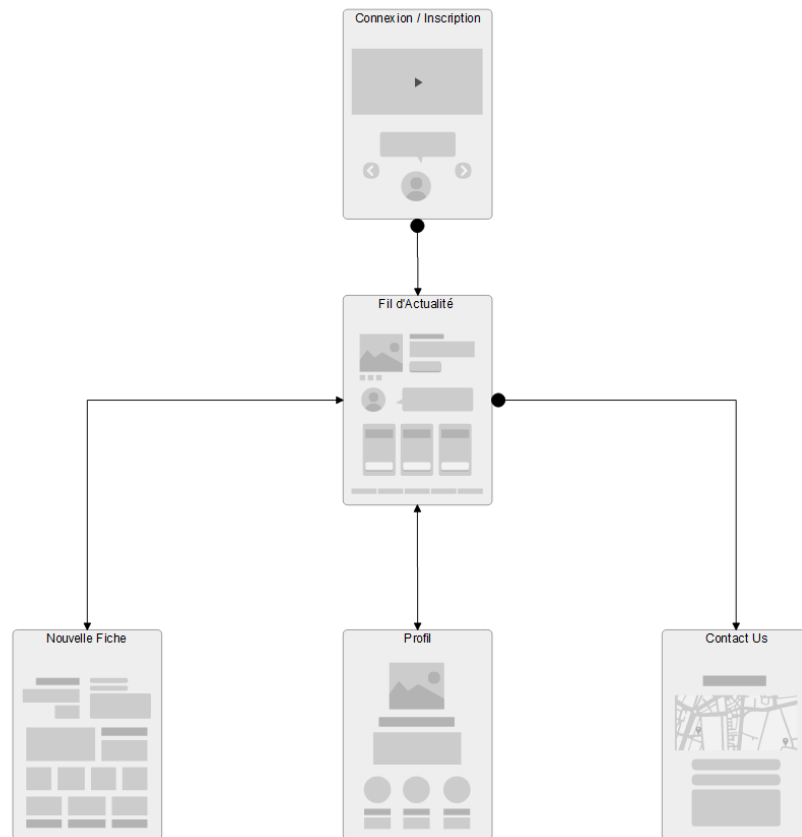 Connexion / Inscription
Fil d'Actualité
Nouvelle Fiche
Profil
Contact Us